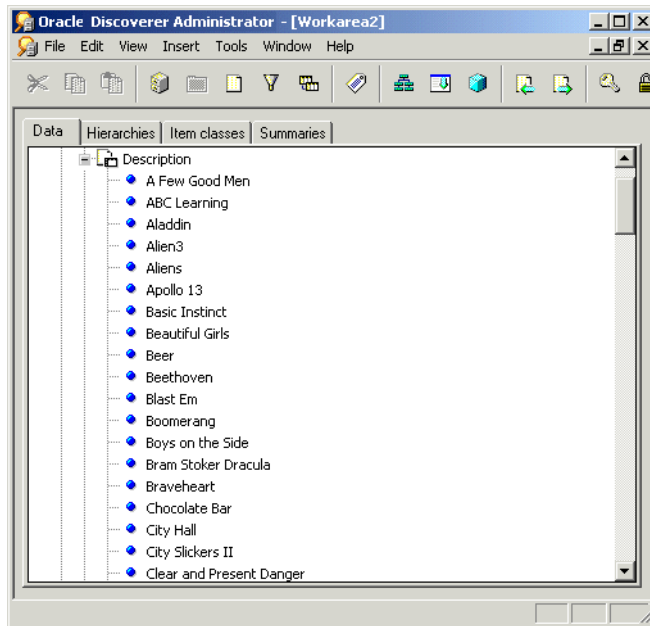 Oracle Discoverer Administrator - [Workarea2]
File Edit View Insert Tools Window Help
Data Hierarchies Item classes Summaries
Description
A Few Good Men
ABC Learning
Aladdin
Alien3
Aliens
Apollo 13
Basic Instinct
Beautiful Girls
Beer
Beethoven
Blast Em
Boomerang
Boys on the Side
Bram Stoker Dracula
Braveheart
Chocolate Bar
City Hall
City Slickers II
Clear and Present Danger